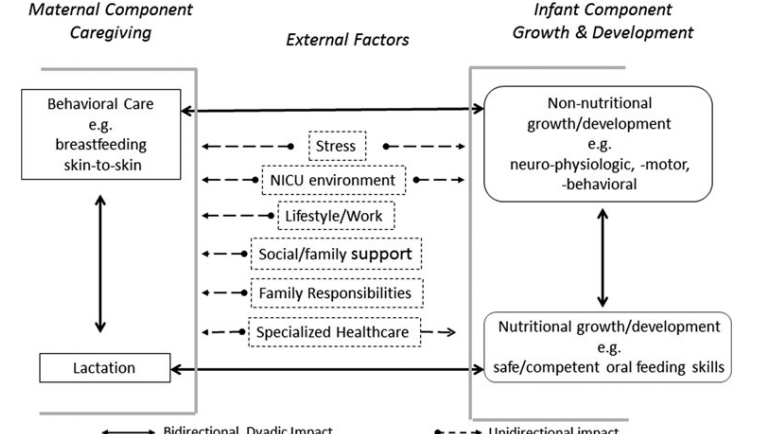 Maternal Component
Caregiving
External Factors
Infant Component
Growth & Development
Behavioral Care
e.g.
breastfeeding
skin-to-skin
Non-nutritional
growth/development
e.g.
neuro-physiologic, -motor,
-behavioral
Stress
NICU environment
Lifestyle/Work
Social/family support
Family Responsibilities
Specialized Healthcare
Lactation
Nutritional growth/development
e.g.
safe/competent oral feeding skills
Bidirectional, Dyadic Impact
Unidirectional impact